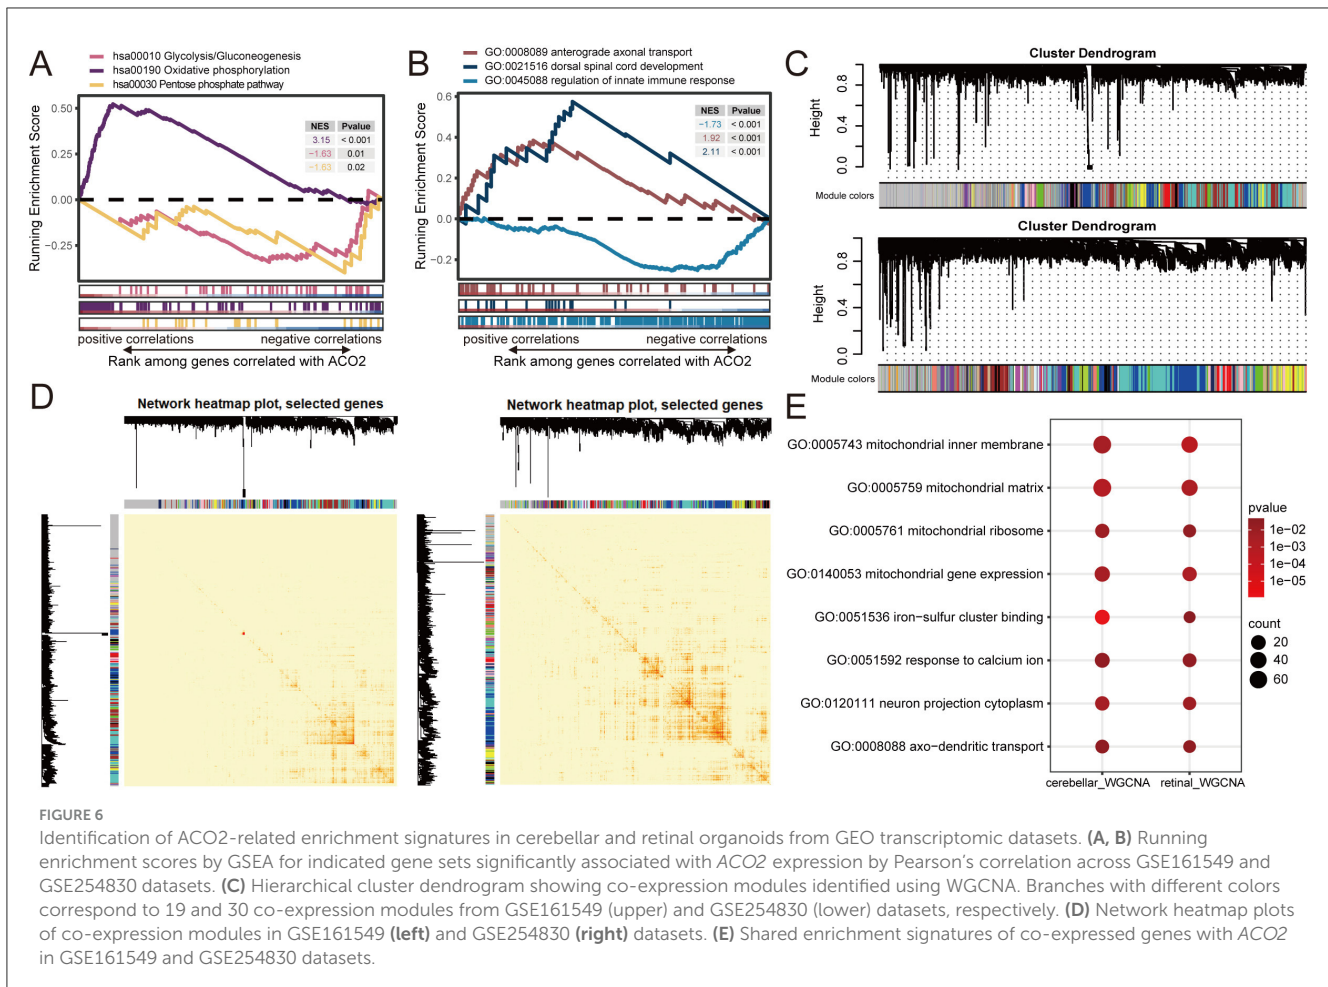 A
hsa00010 Glycolysis/Gluconeogenesis
hsa00190 Oxidative phosphorylation
hsa00030 Pentose phosphate pathway
Running Enrichment Score
0.50
0.25
0.00
−0.25
NES Pvalue
3.15 < 0.001
−1.63 0.01
−1.63 0.02
positive correlations negative correlations
Rank among genes correlated with ACO2
B
GO:0008089 anterograde axonal transport
GO:0021516 dorsal spinal cord development
GO:0045088 regulation of innate immune response
Running Enrichment Score
0.6
0.4
0.2
0.0
−0.2
NES Pvalue
−1.73 < 0.001
1.92 < 0.001
2.11 < 0.001
positive correlations negative correlations
Rank among genes correlated with ACO2
C
Cluster Dendrogram
Height
0.8
0.4
0.0
Module colors
Cluster Dendrogram
Height
0.8
0.4
0.0
Module colors
D
Network heatmap plot, selected genes
Network heatmap plot, selected genes
E
GO:0005743 mitochondrial inner membrane
GO:0005759 mitochondrial matrix
GO:0005761 mitochondrial ribosome
GO:0140053 mitochondrial gene expression
GO:0051536 iron-sulfur cluster binding
GO:0051592 response to calcium ion
GO:0120111 neuron projection cytoplasm
GO:0008088 axo-dendritic transport
cerebellar_WGCNA retinal_WGCNA
pvalue
1e-02
1e-03
1e-04
1e-05
count
20
40
60
FIGURE 6
Identification of ACO2-related enrichment signatures in cerebellar and retinal organoids from GEO transcriptomic datasets. (A, B) Running
enrichment scores by GSEA for indicated gene sets significantly associated with ACO2 expression by Pearson's correlation across GSE161549 and
GSE254830 datasets. (C) Hierarchical cluster dendrogram showing co-expression modules identified using WGCNA. Branches with different colors
correspond to 19 and 30 co-expression modules from GSE161549 (upper) and GSE254830 (lower) datasets, respectively. (D) Network heatmap plots
of co-expression modules in GSE161549 (left) and GSE254830 (right) datasets. (E) Shared enrichment signatures of co-expressed genes with ACO2
in GSE161549 and GSE254830 datasets.